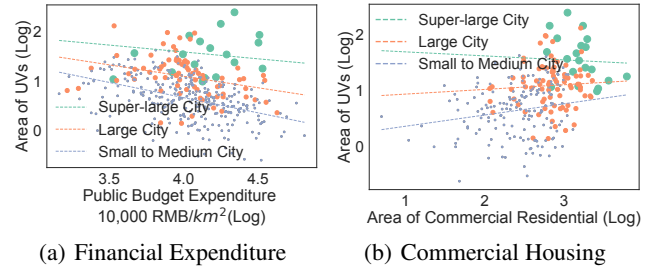 Area of UVs (Log)
2
1
0
Super-large City
Large City
Small to Medium City
3.5
4.0
4.5
Public Budget Expenditure
10,000 RMB/km²(Log)
(a) Financial Expenditure
Area of UVs (Log)
2
1
0
Super-large City
Large City
Small to Medium City
1
2
3
Area of Commercial Residential (Log)
(b) Commercial Housing